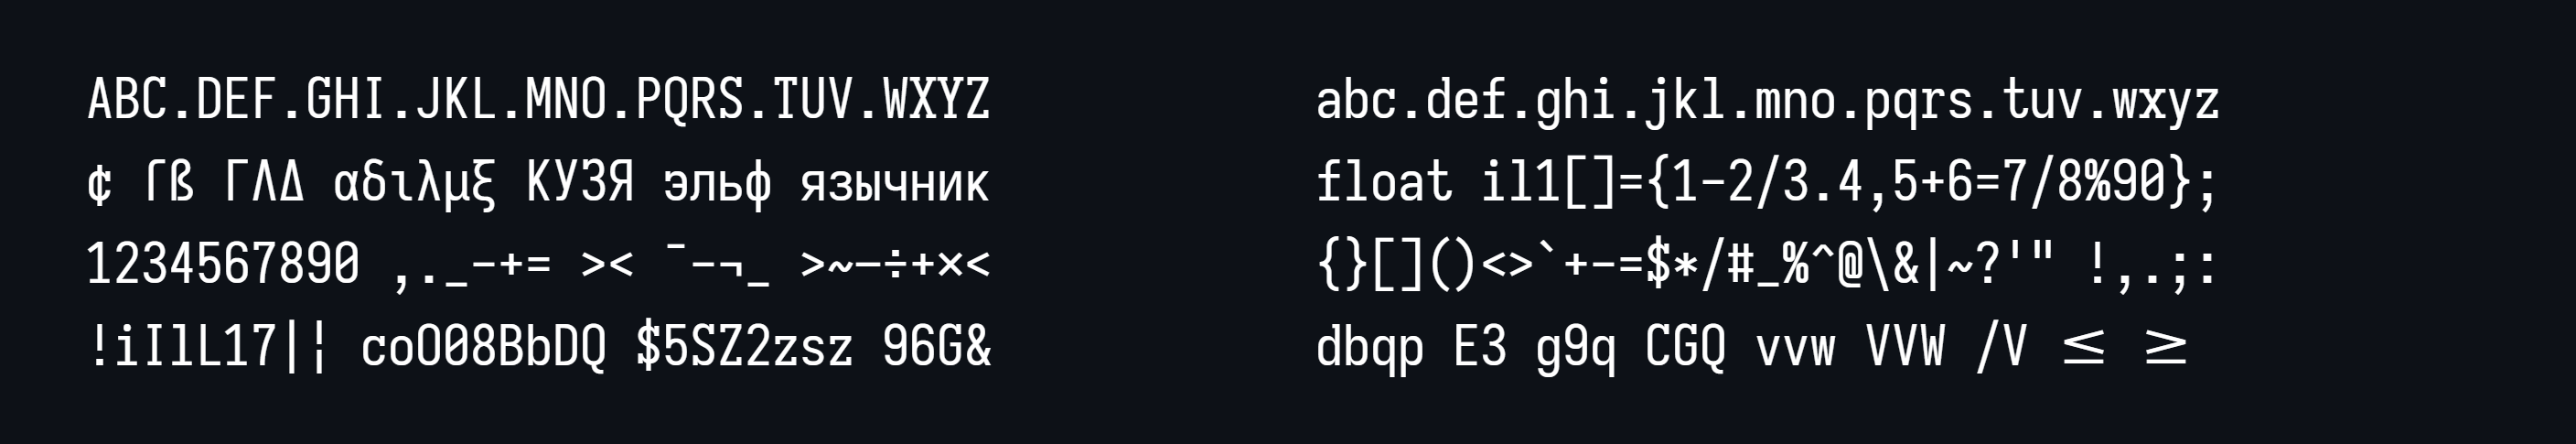 ABC.DEF.GHI.JKL.MNO.PQRS.TUV.WXYZ
¢ ſß ΓΛΔ αδιλμξ КУЗЯ эльф язычник
1234567890 ,._-+= >< ¯-¬_ >~–÷+×<
!iIlL17|¦ coO08BbDQ $5SZ2zsz 96G&
abc.def.ghi.jkl.mno.pqrs.tuv.wxyz
float il1[]={1-2/3.4,5+6=7/8%90};
{}[]()<>`+-=$*/#_%^@\&|~?'" !,.;:
dbqp E3 g9q CGQ vvw VVW /V ≤ ≥